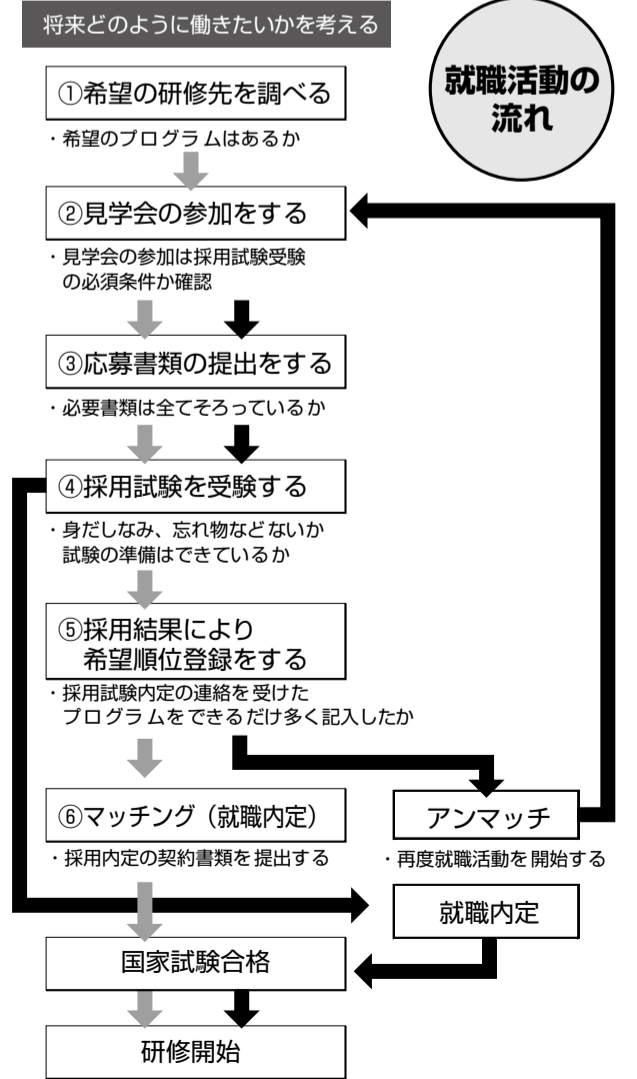 将来どのように働きたいかを考える
就職活動の
流れ
①希望の研修先を調べる
・希望のプログラムはあるか
②見学会の参加をする
・見学会の参加は採用試験受験
の必須条件か確認
③応募書類の提出をする
・必要書類は全てそろっているか
④採用試験を受験する
・身だしなみ、忘れ物などないか
試験の準備はできているか
⑤採用結果により
希望順位登録をする
・採用試験内定の連絡を受けた
プログラムをできるだけ多く記入したか
⑥マッチング（就職内定）
・採用内定の契約書類を提出する
アンマッチ
・再度就職活動を開始する
就職内定
国家試験合格
研修開始